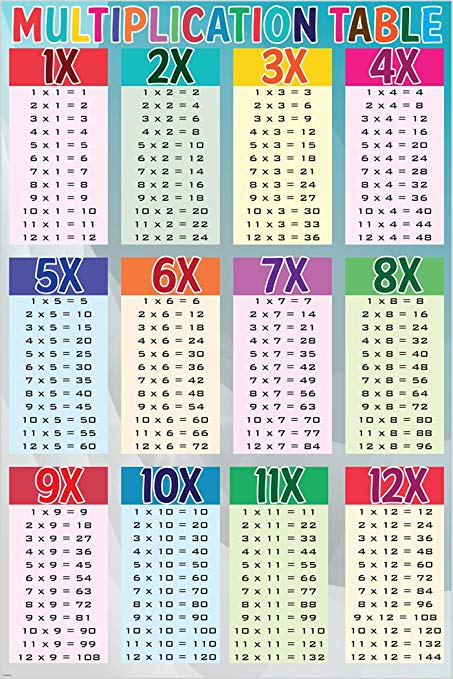 MULTIPLICATION TABLE
1X
1 x 1 = 1
2 x 1 = 2
3 x 1 = 3
4 x 1 = 4
5 x 1 = 5
6 x 1 = 6
7 x 1 = 7
8 x 1 = 8
9 x 1 = 9
10 x 1 = 10
11 x 1 = 11
12 x 1 = 12
2X
1 x 2 = 2
2 x 2 = 4
3 x 2 = 6
4 x 2 = 8
5 x 2 = 10
6 x 2 = 12
7 x 2 = 14
8 x 2 = 16
9 x 2 = 18
10 x 2 = 20
11 x 2 = 22
12 x 2 = 24
3X
1 x 3 = 3
2 x 3 = 6
3 x 3 = 9
4 x 3 = 12
5 x 3 = 15
6 x 3 = 18
7 x 3 = 21
8 x 3 = 24
9 x 3 = 27
10 x 3 = 30
11 x 3 = 33
12 x 3 = 36
4X
1 x 4 = 4
2 x 4 = 8
3 x 4 = 12
4 x 4 = 16
5 x 4 = 20
6 x 4 = 24
7 x 4 = 28
8 x 4 = 32
9 x 4 = 36
10 x 4 = 40
11 x 4 = 44
12 x 4 = 48
5X
1 x 5 = 5
2 x 5 = 10
3 x 5 = 15
4 x 5 = 20
5 x 5 = 25
6 x 5 = 30
7 x 5 = 35
8 x 5 = 40
9 x 5 = 45
10 x 5 = 50
11 x 5 = 55
12 x 5 = 60
6X
1 x 6 = 6
2 x 6 = 12
3 x 6 = 18
4 x 6 = 24
5 x 6 = 30
6 x 6 = 36
7 x 6 = 42
8 x 6 = 48
9 x 6 = 54
10 x 6 = 60
11 x 6 = 66
12 x 6 = 72
7X
1 x 7 = 7
2 x 7 = 14
3 x 7 = 21
4 x 7 = 28
5 x 7 = 35
6 x 7 = 42
7 x 7 = 49
8 x 7 = 56
9 x 7 = 63
10 x 7 = 70
11 x 7 = 77
12 x 7 = 84
8X
1 x 8 = 8
2 x 8 = 16
3 x 8 = 24
4 x 8 = 32
5 x 8 = 40
6 x 8 = 48
7 x 8 = 56
8 x 8 = 64
9 x 8 = 72
10 x 8 = 80
11 x 8 = 88
12 x 8 = 96
9X
1 x 9 = 9
2 x 9 = 18
3 x 9 = 27
4 x 9 = 36
5 x 9 = 45
6 x 9 = 54
7 x 9 = 63
8 x 9 = 72
9 x 9 = 81
10 x 9 = 90
11 x 9 = 99
12 x 9 = 108
10X
1 x 10 = 10
2 x 10 = 20
3 x 10 = 30
4 x 10 = 40
5 x 10 = 50
6 x 10 = 60
7 x 10 = 70
8 x 10 = 80
9 x 10 = 90
10 x 10 = 100
11 x 10 = 110
12 x 10 = 120
11X
1 x 11 = 11
2 x 11 = 22
3 x 11 = 33
4 x 11 = 44
5 x 11 = 55
6 x 11 = 66
7 x 11 = 77
8 x 11 = 88
9 x 11 = 99
10 x 11 = 110
11 x 11 = 121
12 x 11 = 132
12X
1 x 12 = 12
2 x 12 = 24
3 x 12 = 36
4 x 12 = 48
5 x 12 = 60
6 x 12 = 72
7 x 12 = 84
8 x 12 = 96
9 x 12 = 108
10 x 12 = 120
11 x 12 = 132
12 x 12 = 144